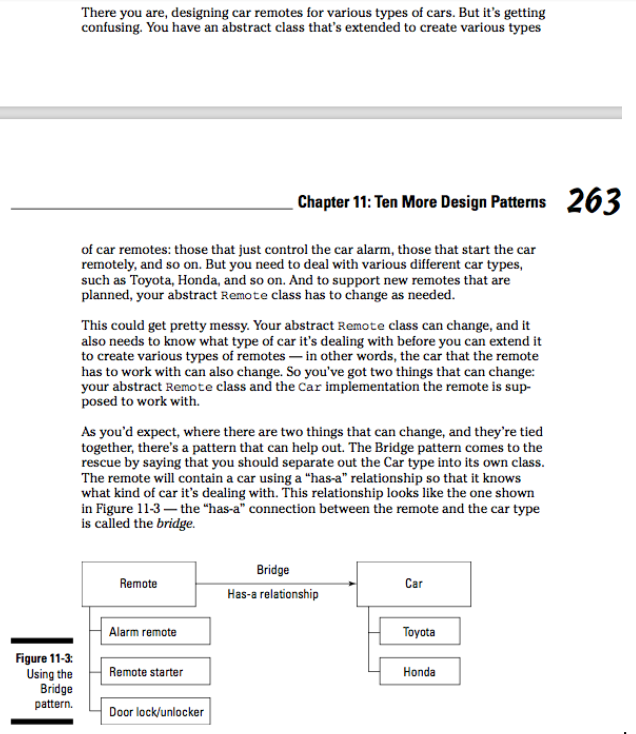 There you are, designing car remotes for various types of cars. But it's getting
confusing. You have an abstract class that's extended to create various types
Chapter 11: Ten More Design Patterns 263
of car remotes: those that just control the car alarm, those that start the car
remotely, and so on. But you need to deal with various different car types,
such as Toyota, Honda, and so on. And to support new remotes that are
planned, your abstract Remote class has to change as needed.
This could get pretty messy. Your abstract Remote class can change, and it
also needs to know what type of car it's dealing with before you can extend it
to create various types of remotes — in other words, the car that the remote
has to work with can also change. So you've got two things that can change:
your abstract Remote class and the Car implementation the remote is sup-
posed to work with.
As you'd expect, where there are two things that can change, and they're tied
together, there's a pattern that can help out. The Bridge pattern comes to the
rescue by saying that you should separate out the Car type into its own class.
The remote will contain a car using a “has-a” relationship so that it knows
what kind of car it's dealing with. This relationship looks like the one shown
in Figure 11-3 — the “has-a” connection between the remote and the car type
is called the bridge.
Bridge
Remote
Car
Has-a relationship
Alarm remote
Toyota
Remote starter
Honda
Door lock/unlocker
Figure 11-3:
Using the
Bridge
pattern.